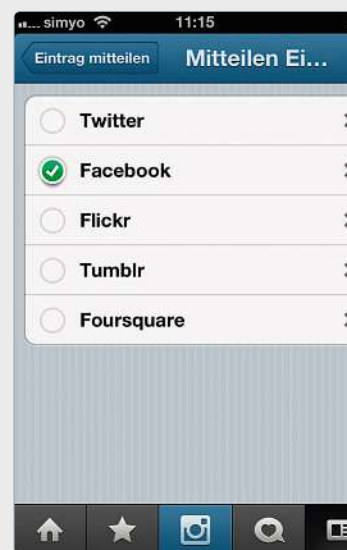 simyo 11:15
Eintrag mitteilen Mitteilen Ei...
Twitter
Facebook
Flickr
Tumblr
Foursquare